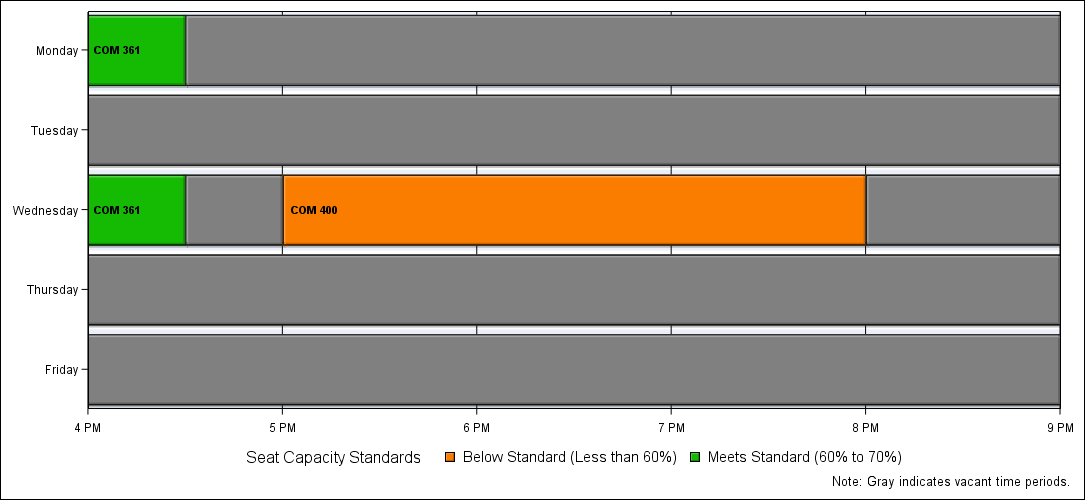 Monday
COM 361
Tuesday
Wednesday
COM 361
COM 400
Thursday
Friday
4 PM 5 PM 6 PM 7 PM 8 PM 9 PM
Seat Capacity Standards Below Standard (Less than 60%) Meets Standard (60% to 70%)
Note: Gray indicates vacant time periods.